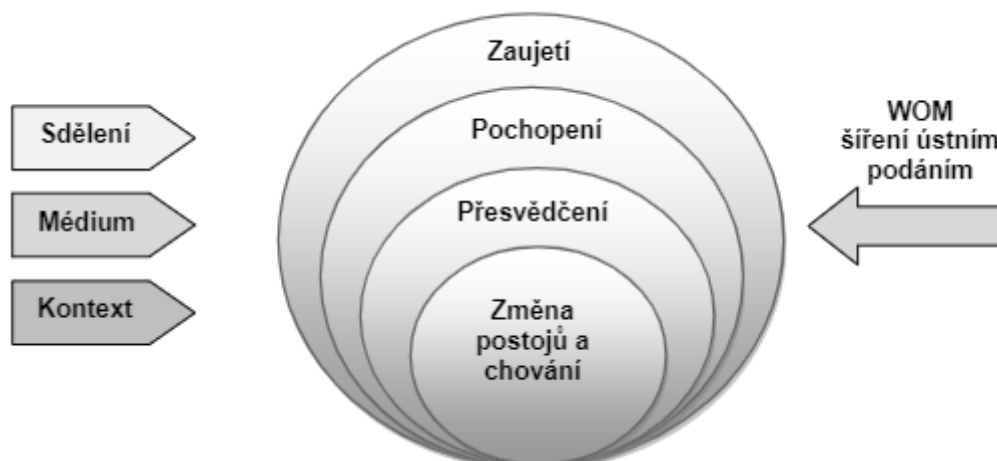 Sdělení
Médium
Kontext
Zaujetí
Pochopení
Přesvědčení
Změna
postojů a
chování
WOM
šíření ústním
podáním